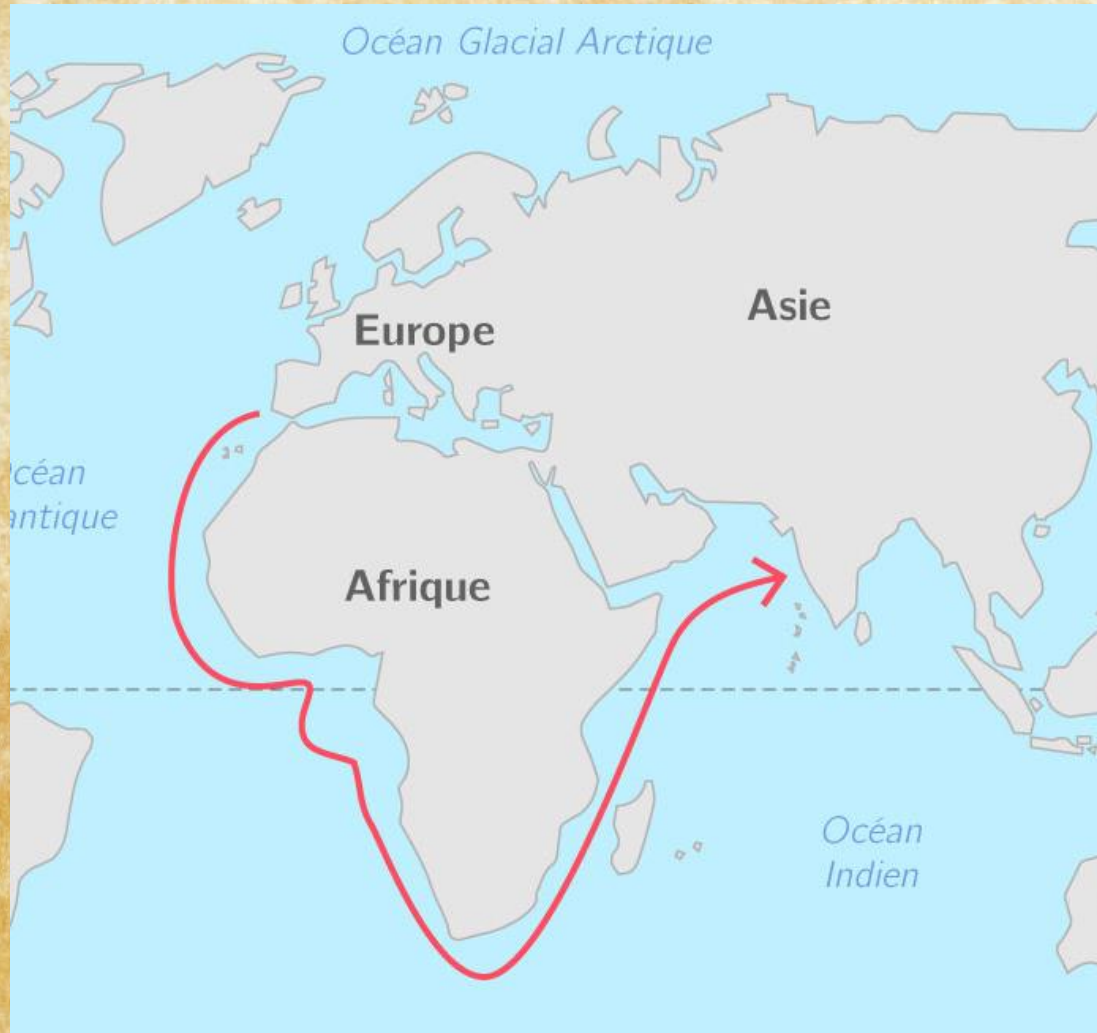 Océan Glacial Arctique
Asie
Europe
céan
antique
Afrique
Océan
Indien